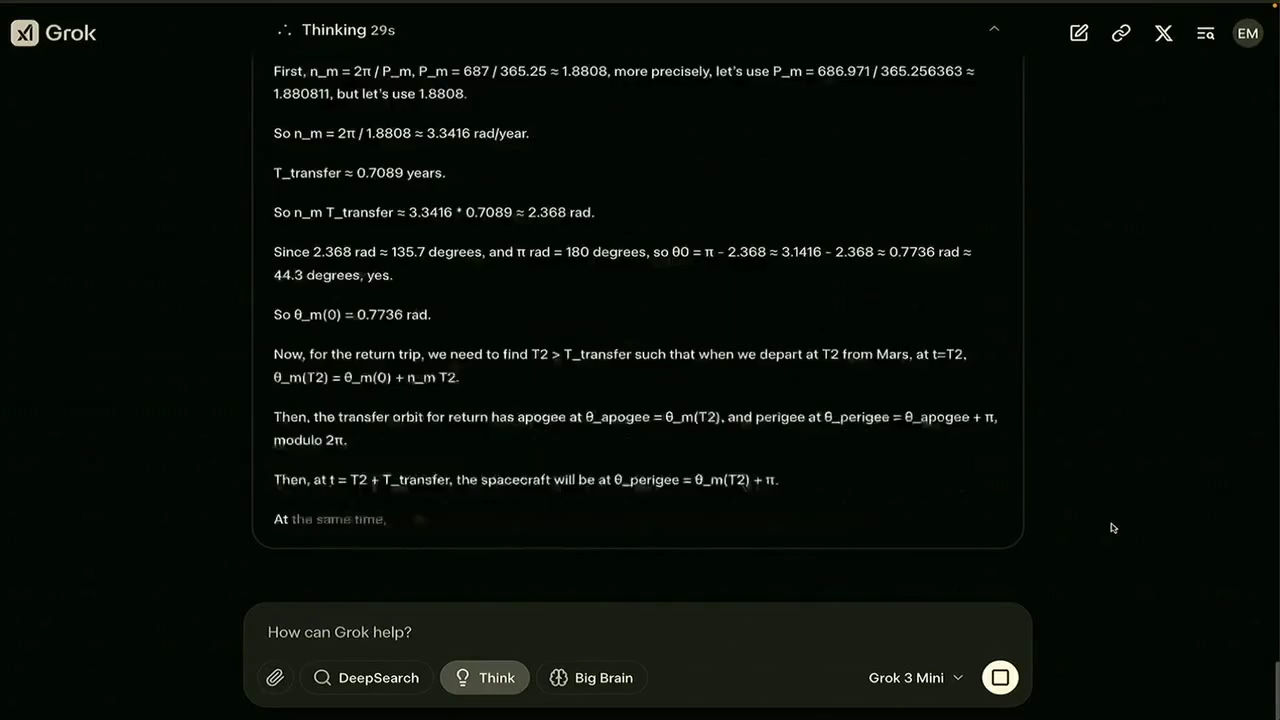 Grok
Thinking 29s
EM
First, n_m = 2π / P_m, P_m = 687 / 365.25 ≈ 1.8808, more precisely, let's use P_m = 686.971 / 365.256363 ≈
1.880811, but let's use 1.8808.
So n_m = 2π / 1.8808 ≈ 3.3416 rad/year.
T_transfer ≈ 0.7089 years.
So n_m T_transfer ≈ 3.3416 * 0.7089 ≈ 2.368 rad.
Since 2.368 rad ≈ 135.7 degrees, and π rad = 180 degrees, so θ0 = π - 2.368 ≈ 3.1416 - 2.368 ≈ 0.7736 rad ≈
44.3 degrees, yes.
So θ_m(0) = 0.7736 rad.
Now, for the return trip, we need to find T2 > T_transfer such that when we depart at T2 from Mars, at t=T2,
θ_m(T2) = θ_m(0) + n_m T2.
Then, the transfer orbit for return has apogee at θ_apogee = θ_m(T2), and perigee at θ_perigee = θ_apogee + π,
modulo 2π.
Then, at t = T2 + T_transfer, the spacecraft will be at θ_perigee = θ_m(T2) + π.
At the same time,
How can Grok help?
DeepSearch
Think
Big Brain
Grok 3 Mini